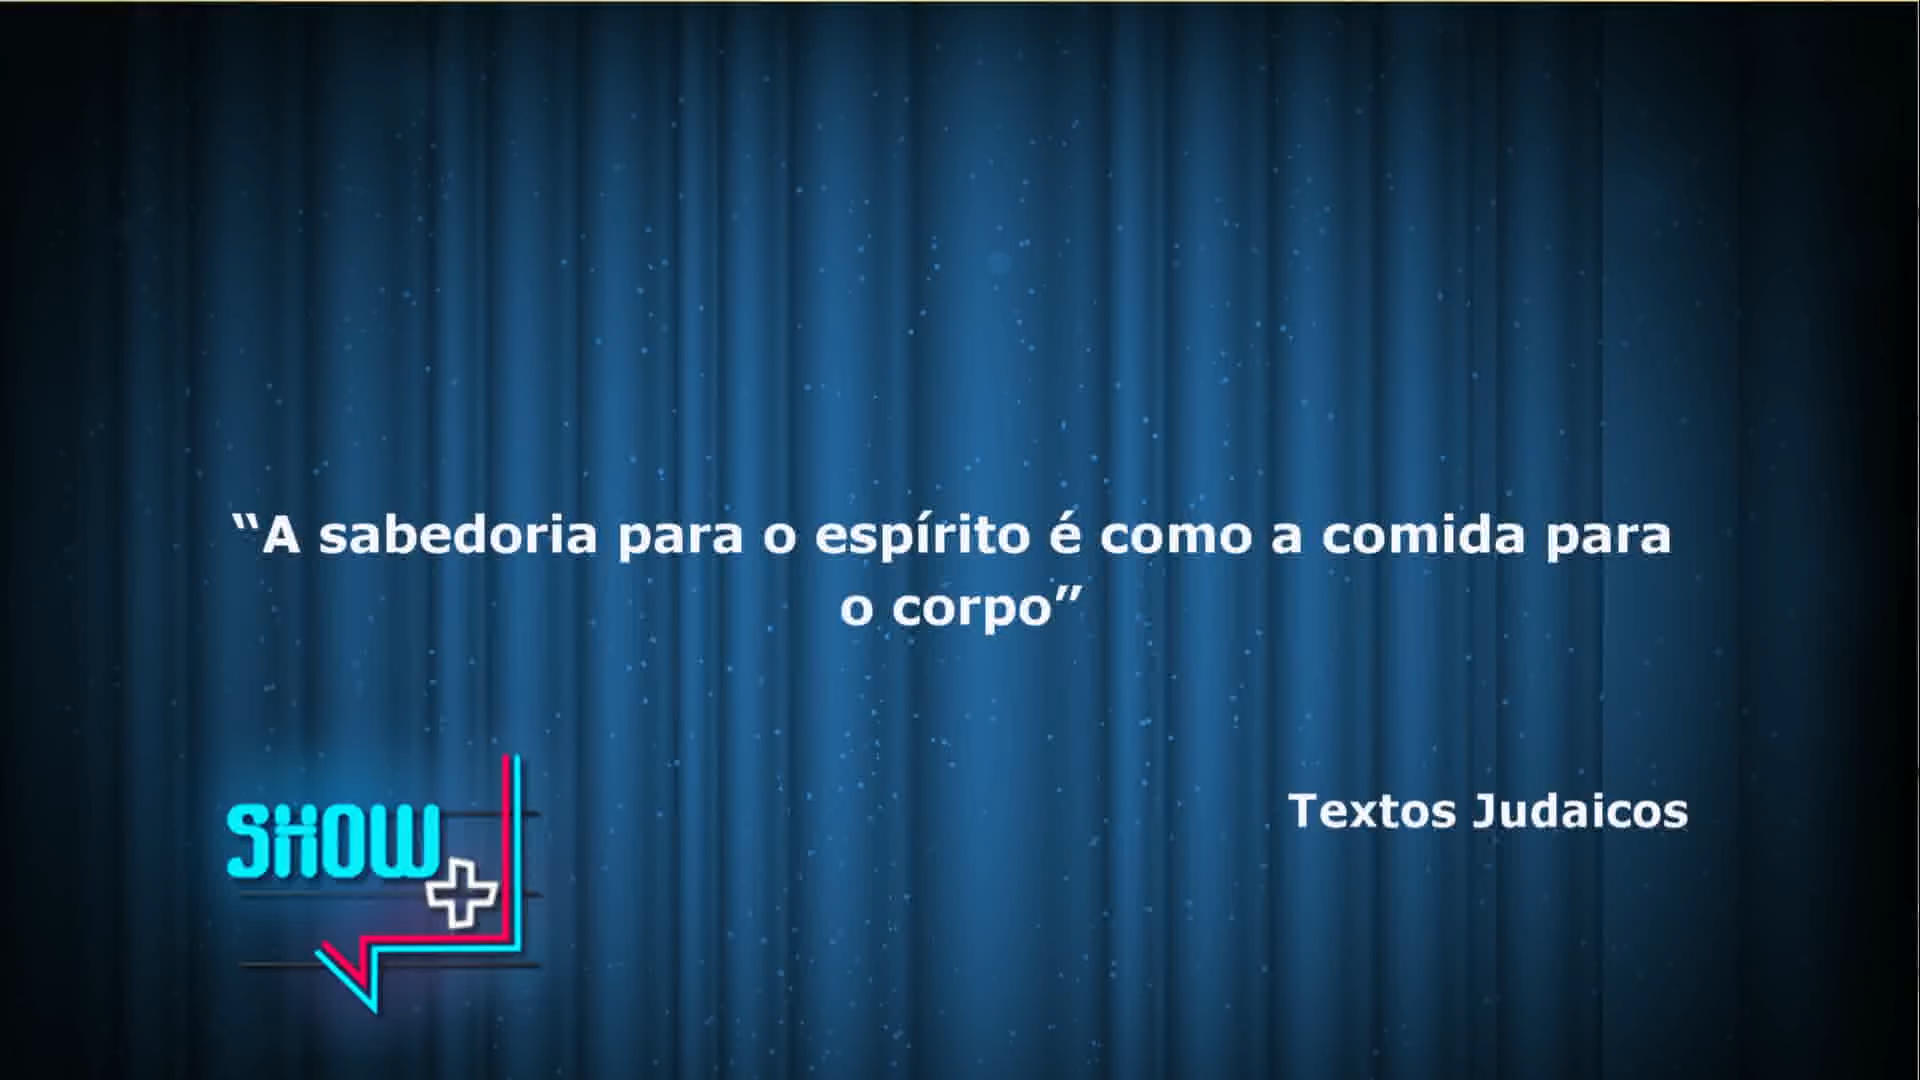 “A sabedoria para o espírito é como a comida para
o corpo”
Textos Judaicos
SHOW
+